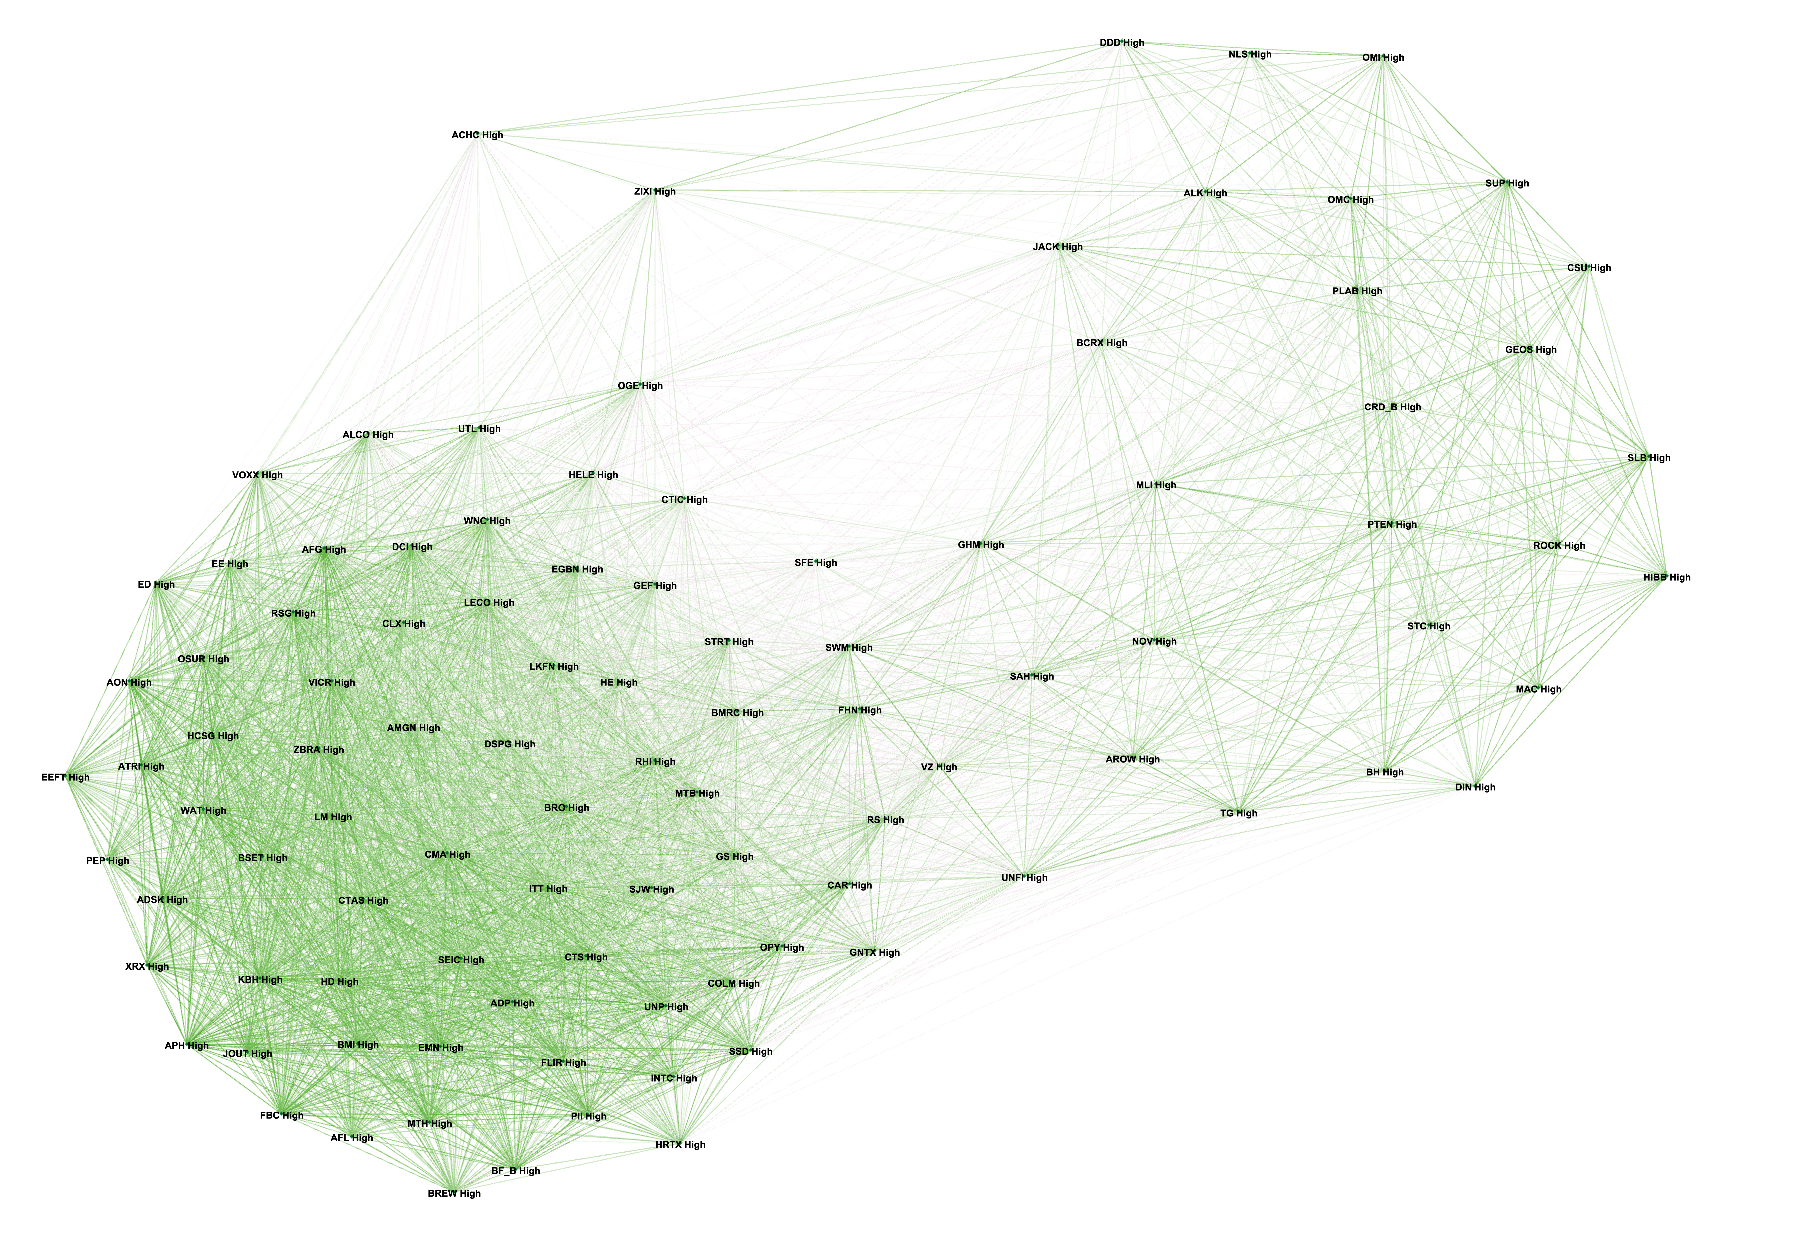 DDD High
NLS High
OMI High
ACHC High
ZIXI High
ALK High
OMC High
SUP High
JACK High
CSU High
PLAB High
BCRX High
GEOS High
OGE High
CRD_B High
ALCO High
UTL High
VOXX High
HELE High
CTIC High
MLI High
SLB High
WNC High
PTEN High
AFG High
DCI High
GHM High
ROCK High
EE High
ED High
EGBN High
SFE High
GEF High
HIBB High
RSG High
LECO High
CLX High
STC High
STRT High
SWM High
NOV High
OSUR High
LKFN High
HE High
SAH High
AON High
VICR High
MAC High
BMRC High
FHN High
HCSG High
AMGN High
DSPG High
ZBRA High
ATRI High
RHI High
VZ High
AROW High
EEFT High
BH High
DIN High
MTB High
WAT High
LM High
BRO High
RS High
TG High
PEP High
BSET High
CMA High
GS High
ADSK High
CTAS High
ITT High
SJW High
CAR High
UNFI High
XRX High
KBH High
HD High
SEIC High
CTS High
OPY High
GNTX High
COLM High
ADP High
UNP High
APH High
JOUT High
BMI High
EMN High
FLIR High
SSD High
INTC High
FBC High
AFL High
MTH High
PII High
HRTX High
BF_B High
BREW High